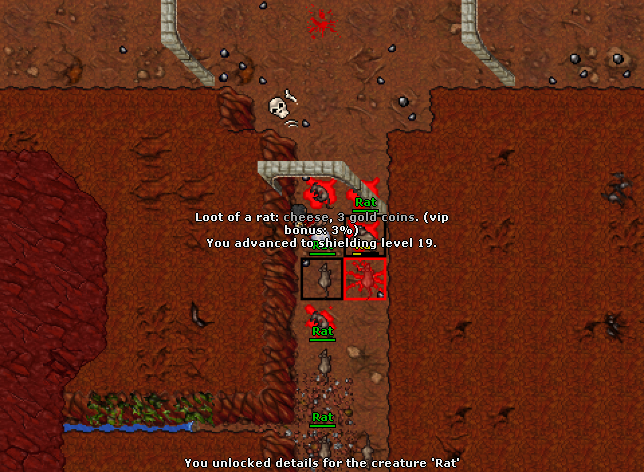 Rat
Loot of a rat: cheese, 3 gold coins. (vip
bonus: 3%)
You advanced to shielding level 19.
Rat
Rat
You unlocked details for the creature 'Rat'